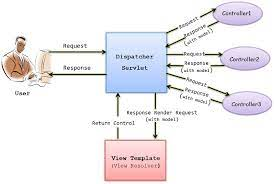 Request
Controller1
Response
(with model)
Request
Request
Controller2
Dispatcher
Servlet
Response
(with model)
Response
User
Request
Response
(with model)
Controller3
Response Render Request
(with model)
Return Control
View Template
(View Resolver)